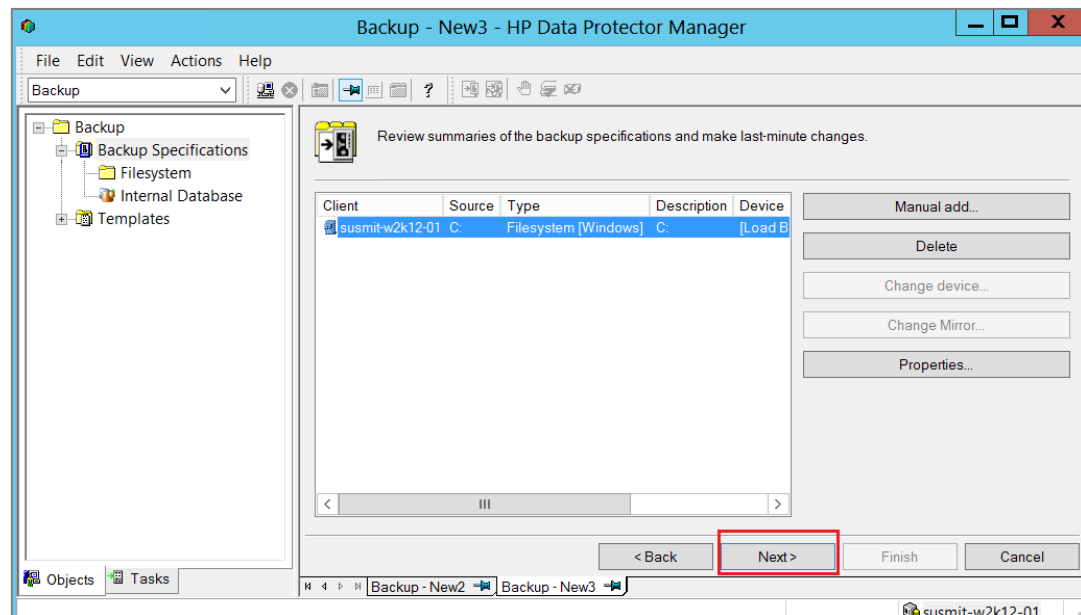 Backup - New3 - HP Data Protector Manager
File Edit View Actions Help
Backup
Backup
Backup Specifications
Filesystem
Internal Database
Templates
Review summaries of the backup specifications and make last-minute changes.
Client Source Type Description Device
susmit-w2k12-01 C: Filesystem [Windows] C: [Load B
Manual add...
Delete
Change device...
Change Mirror...
Properties...
< Back Next > Finish Cancel
Objects Tasks
Backup - New2 Backup - New3
susmit-w2k12-01